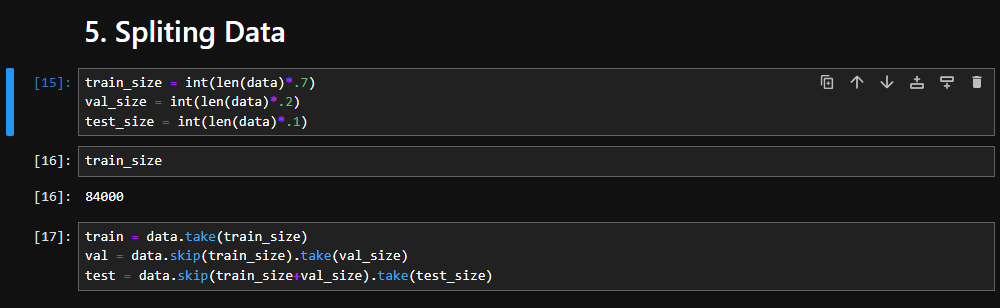 5. Spliting Data
[15]: train_size = int(len(data)*.7)
val_size = int(len(data)*.2)
test_size = int(len(data)*.1)
[16]: train_size
[16]: 84000
[17]: train = data.take(train_size)
val = data.skip(train_size).take(val_size)
test = data.skip(train_size+val_size).take(test_size)